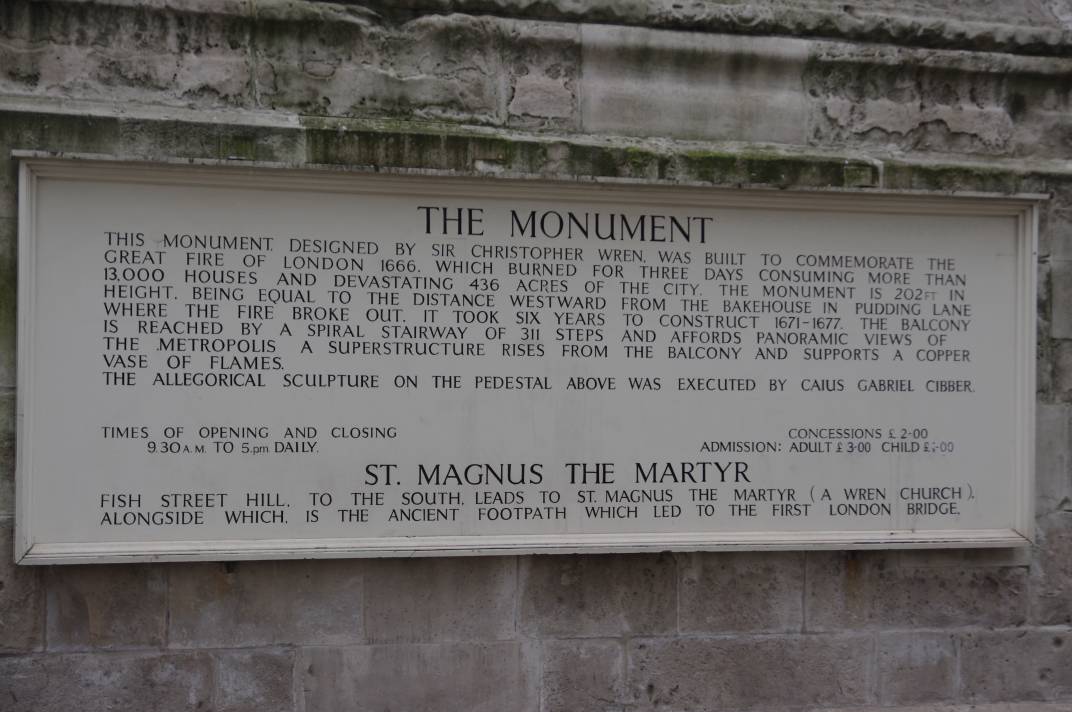 THE MONUMENT
THIS MONUMENT, DESIGNED BY SIR CHRISTOPHER WREN, WAS BUILT TO COMMEMORATE THE
GREAT FIRE OF LONDON 1666, WHICH BURNED FOR THREE DAYS CONSUMING MORE THAN
13,000 HOUSES AND DEVASTATING 436 ACRES OF THE CITY. THE MONUMENT IS 202FT IN
HEIGHT, BEING EQUAL TO THE DISTANCE WESTWARD FROM THE BAKEHOUSE IN PUDDING LANE
WHERE THE FIRE BROKE OUT. IT TOOK SIX YEARS TO CONSTRUCT 1671-1677. THE BALCONY
IS REACHED BY A SPIRAL STAIRWAY OF 311 STEPS AND AFFORDS PANORAMIC VIEWS OF
THE METROPOLIS. A SUPERSTRUCTURE RISES FROM THE BALCONY AND SUPPORTS A COPPER
VASE OF FLAMES.
THE ALLEGORICAL SCULPTURE ON THE PEDESTAL ABOVE WAS EXECUTED BY CAIUS GABRIEL CIBBER.
TIMES OF OPENING AND CLOSING
9.30A.M. TO 5.pm DAILY.
CONCESSIONS £2-00
ADMISSION: ADULT £3-00 CHILD
ST. MAGNUS THE MARTYR
FISH STREET HILL, TO THE SOUTH, LEADS TO ST. MAGNUS THE MARTYR (A WREN CHURCH),
ALONGSIDE WHICH, IS THE ANCIENT FOOTPATH WHICH LED TO THE FIRST LONDON BRIDGE.